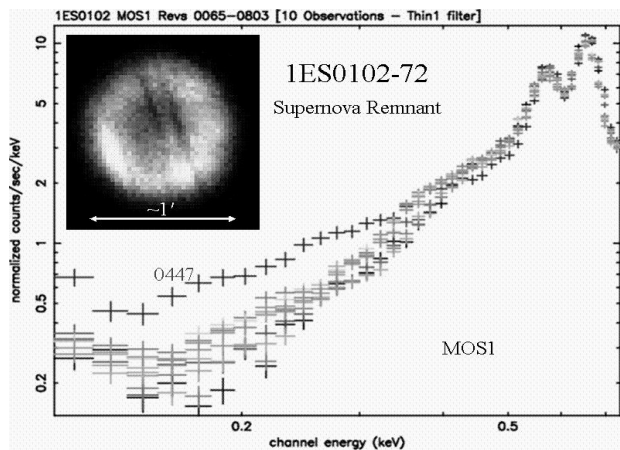 1ES0102 MOS1 Revs 0065-0803 [10 Observations - Thin1 filter]
10
5
2
1
0.5
0.2
normalized counts/sec/keV
1ES0102-72
Supernova Remnant
~1'
0447
MOS1
0.2
0.5
channel energy (keV)